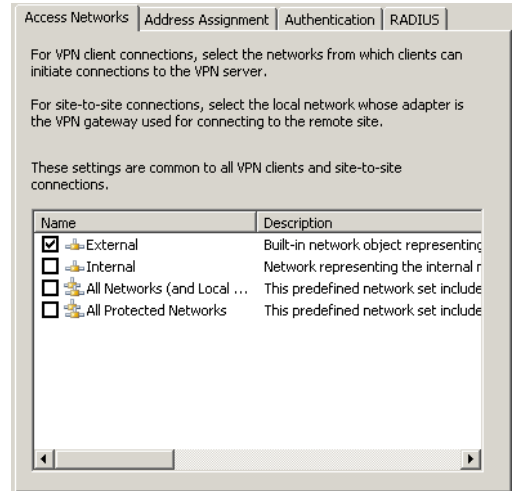 Access Networks Address Assignment Authentication RADIUS
For VPN client connections, select the networks from which clients can
initiate connections to the VPN server.
For site-to-site connections, select the local network whose adapter is
the VPN gateway used for connecting to the remote site.
These settings are common to all VPN clients and site-to-site
connections.
Name Description
External Built-in network object representing
Internal Network representing the internal r
All Networks (and Local ... This predefined network set include
All Protected Networks This predefined network set include